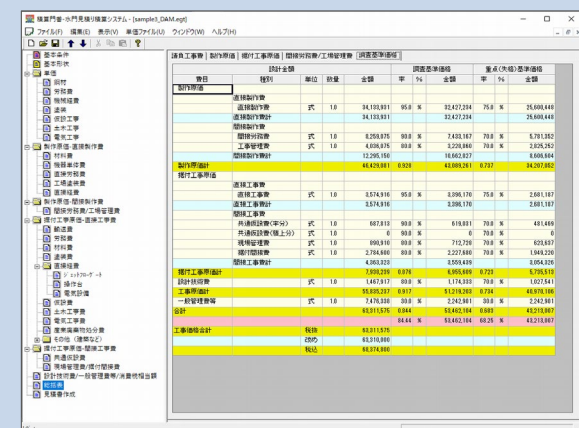 積算門番-水門見積り積算システム - [sample3_DAM.egt]
ファイル(F) 編集(E) 表示(V) 単価ファイル(U) ウィンドウ(W) ヘルプ(H)
基本条件
基本形状
単価
鋼材
労務費
機械経費
塗装
仮設工事
土木工事
電気工事
製作原価-直接製作費
材料費
機器単体費
直接労務費
工場塗装費
直接経費
製作原価-間接製作費
間接労務費/工場管理費
据付工事原価-直接工事費
輸送費
労務費
材料費
塗装費
直接経費
ジェットフローゲート
操作台
電気設備
仮設費
土木工事費
電気工事費
産業廃棄物処分費
その他(建築など)
据付工事原価-間接工事費
共通仮設費
現場管理費/据付間接費
設計技術費/一般管理費等/消費税相当額
総括表
見積書作成
請負工事費 製作原価 据付工事原価 間接労務費/工場管理費 調査基準価格
設計金額 調査基準価格 重点(失格)基準価格
費目 種別 単位 数量 金額 率 % 金額 率 % 金額
製作原価
直接製作費
直接製作費 式 1.0 34,133,931 95.0 % 32,427,234 75.0 % 25,600,448
直接製作費計 34,133,931 32,427,234 25,600,448
間接製作費
間接労務費 式 1.0 8,259,075 90.0 % 7,433,167 70.0 % 5,781,352
工事管理費 式 1.0 4,036,075 80.0 % 3,228,860 70.0 % 2,825,252
間接製作費計 12,295,150 10,662,027 8,606,604
製作原価計 46,429,081 0.928 43,089,261 0.737 34,207,052
据付工事原価
直接工事費
直接工事費 式 1.0 3,574,916 95.0 % 3,396,170 75.0 % 2,681,187
直接工事費計 3,574,916 3,396,170 2,681,187
間接工事費
共通仮設費(率分) 式 1.0 687,813 90.0 % 619,031 70.0 % 481,469
共通仮設費(積上分) 式 1.0 0 90.0 % 0 70.0 % 0
現場管理費 式 1.0 890,910 80.0 % 712,728 70.0 % 623,637
据付間接費 式 1.0 2,784,600 80.0 % 2,227,680 70.0 % 1,949,220
間接工事費計 4,363,323 3,559,439 3,054,326
据付工事原価計 7,938,239 0.876 6,955,609 0.723 5,735,513
設計技術費 式 1.0 1,467,917 80.0 % 1,174,333 70.0 % 1,027,541
工事原価計 55,835,237 0.917 51,219,203 0.734 40,970,106
一般管理費等 式 1.0 7,476,338 30.0 % 2,242,901 30.0 % 2,242,901
合計 63,311,575 0.844 53,462,104 0.683 43,213,007
84.44 % 53,462,104 68.25 % 43,213,007
工事価格合計 税抜 63,311,575
改め 63,310,000
税込